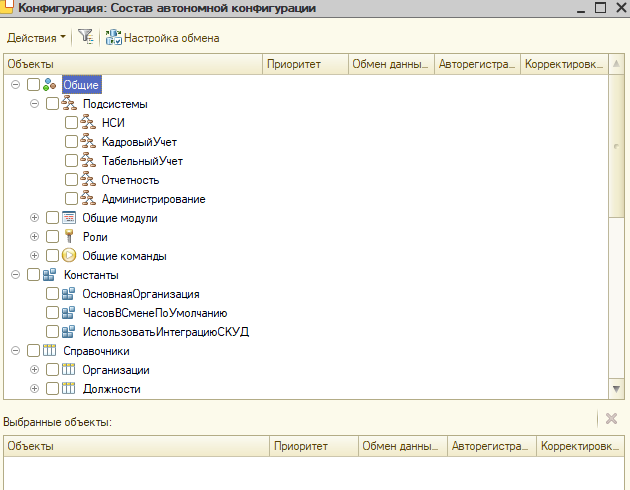 Конфигурация: Состав автономной конфигурации
Действия Настройка обмена
Объекты Приоритет Обмен данны... Авторегистра... Корректировк...
Общие
Подсистемы
НСИ
КадровыйУчет
ТабельныйУчет
Отчетность
Администрирование
Общие модули
Роли
Общие команды
Константы
ОсновнаяОрганизация
ЧасовВСменеПоУмолчанию
ИспользоватьИнтеграциюСКУД
Справочники
Организации
Должности
Выбранные объекты:
Объекты Приоритет Обмен данны... Авторегистра... Корректировк...